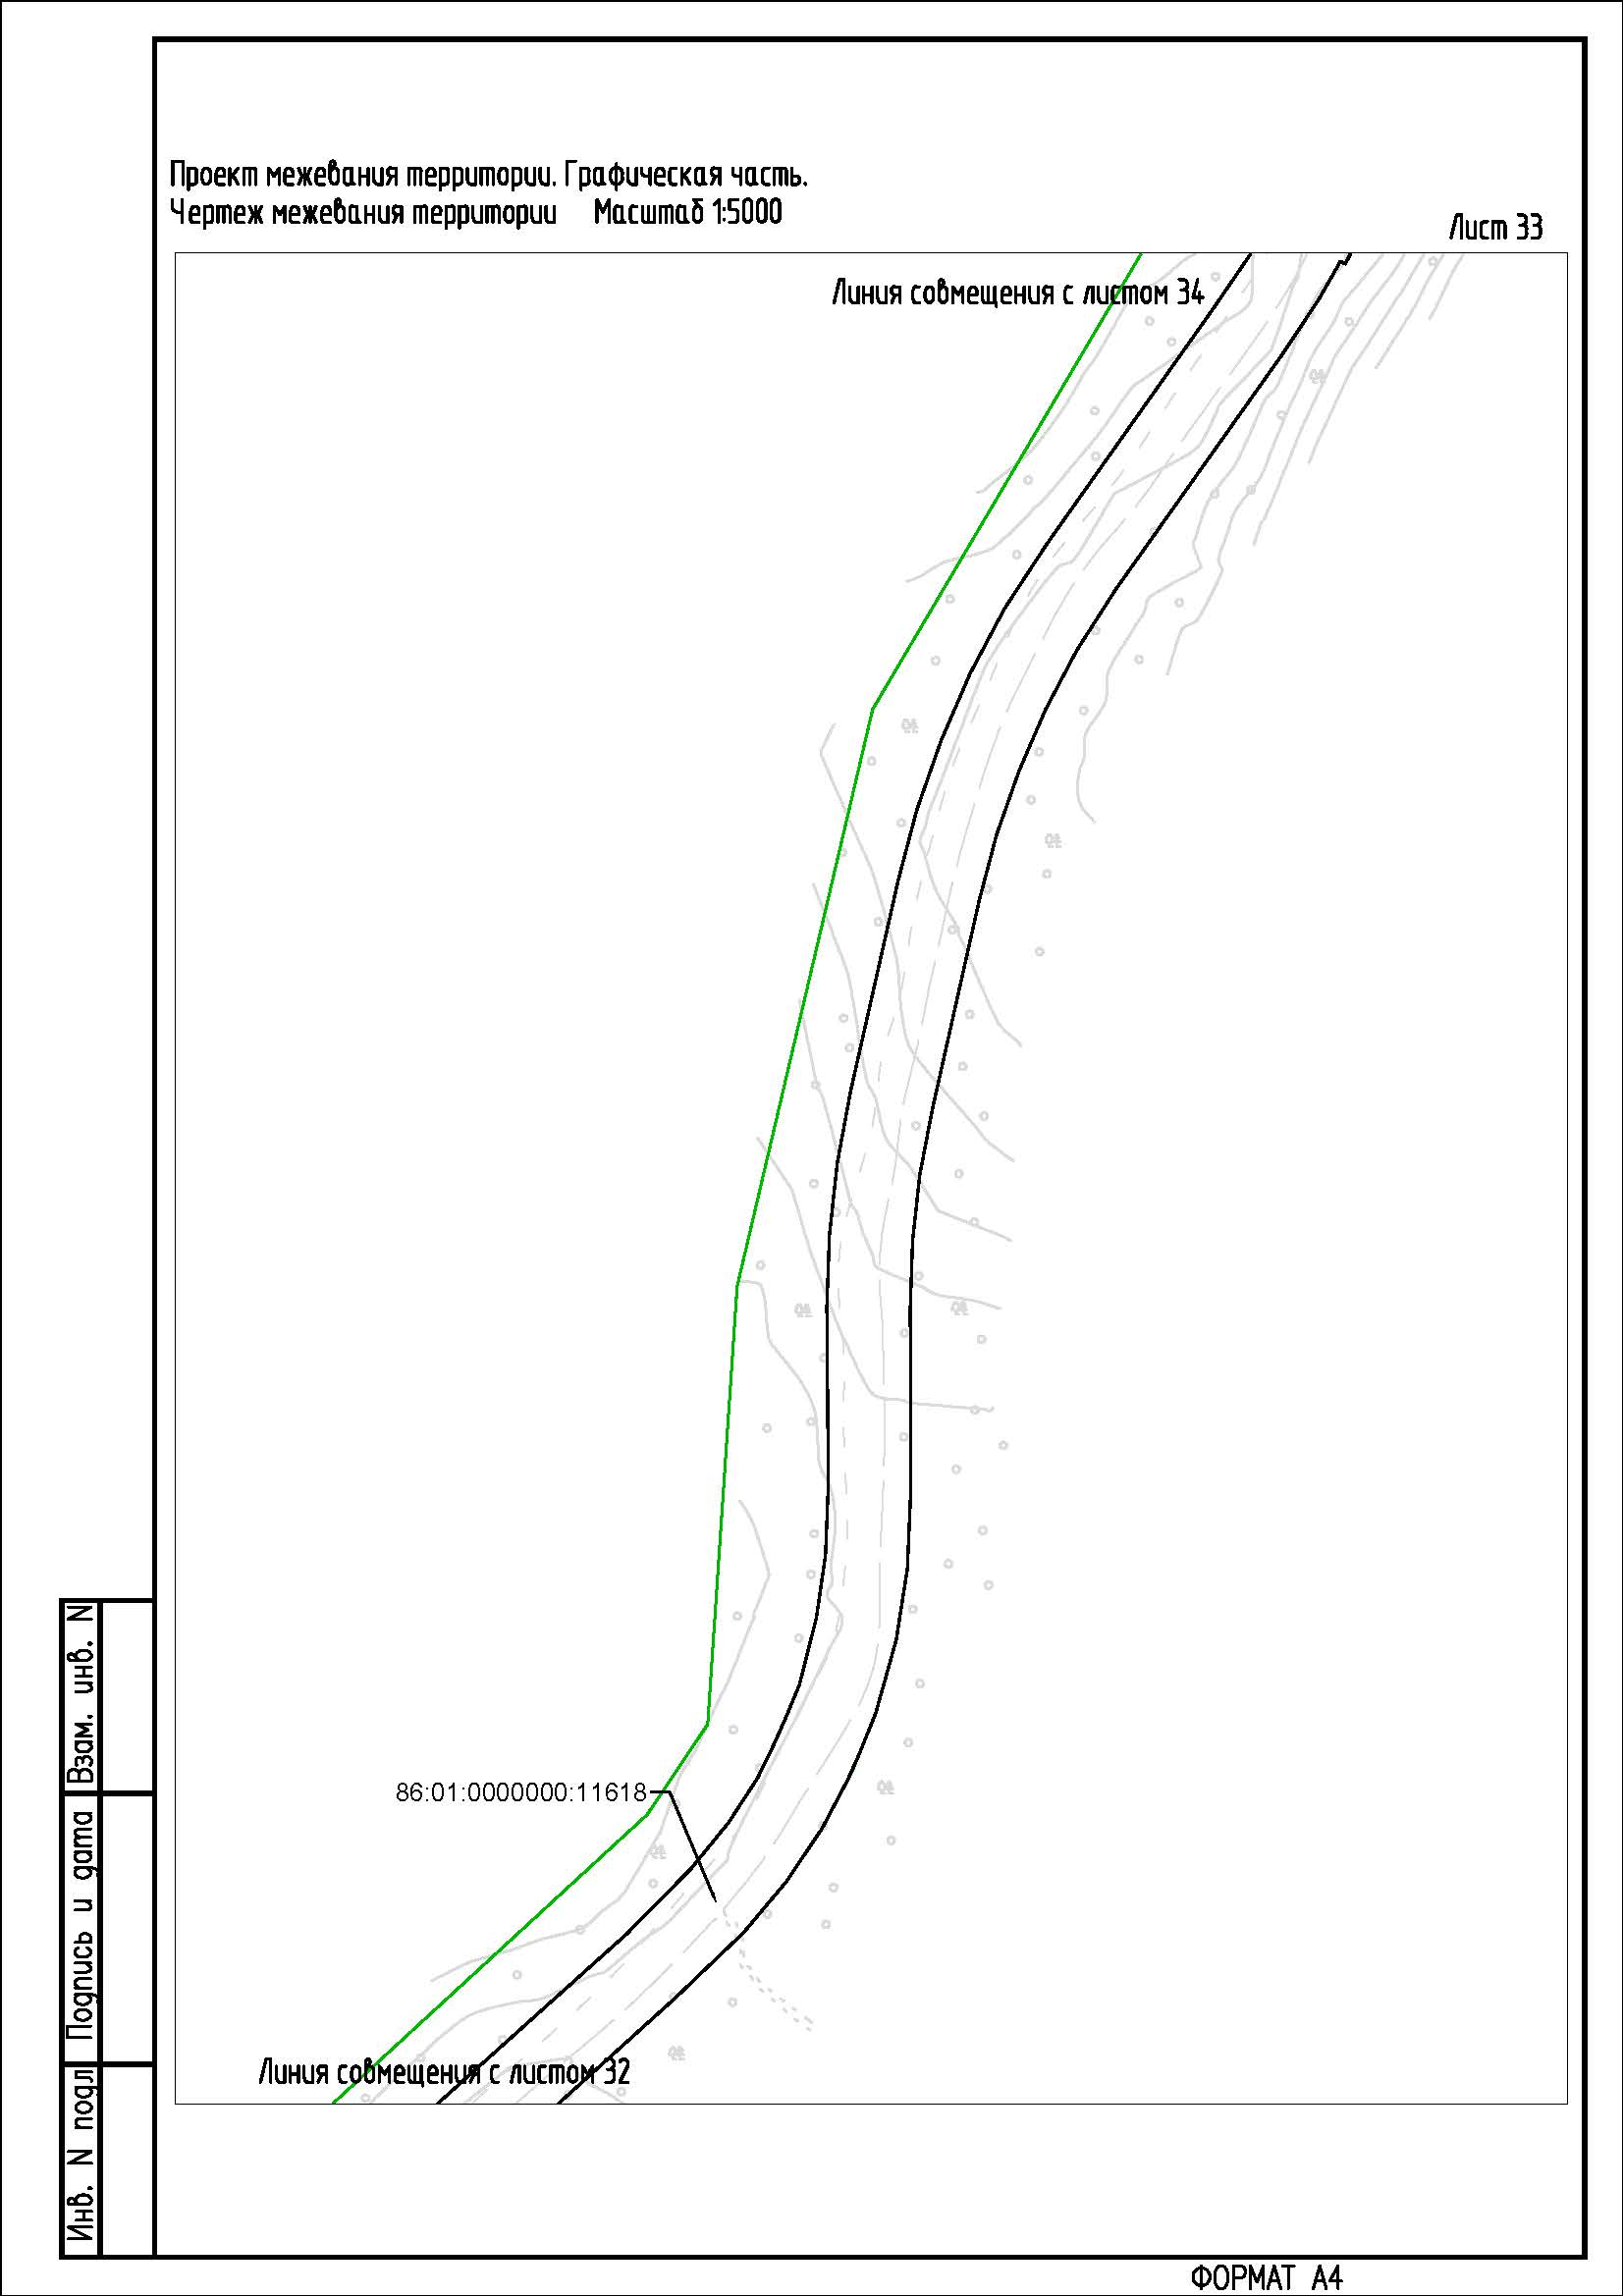 Проект межевания территории. Графическая часть.
Чертеж межевания территории Масштаб 1:5000
Лист 33
Линия совмещения с листом 34
86:01:0000000:11618
Линия совмещения с листом 32
Взам. инв. N
Подпись и дата
Инв. N подл
ФОРМАТ А4